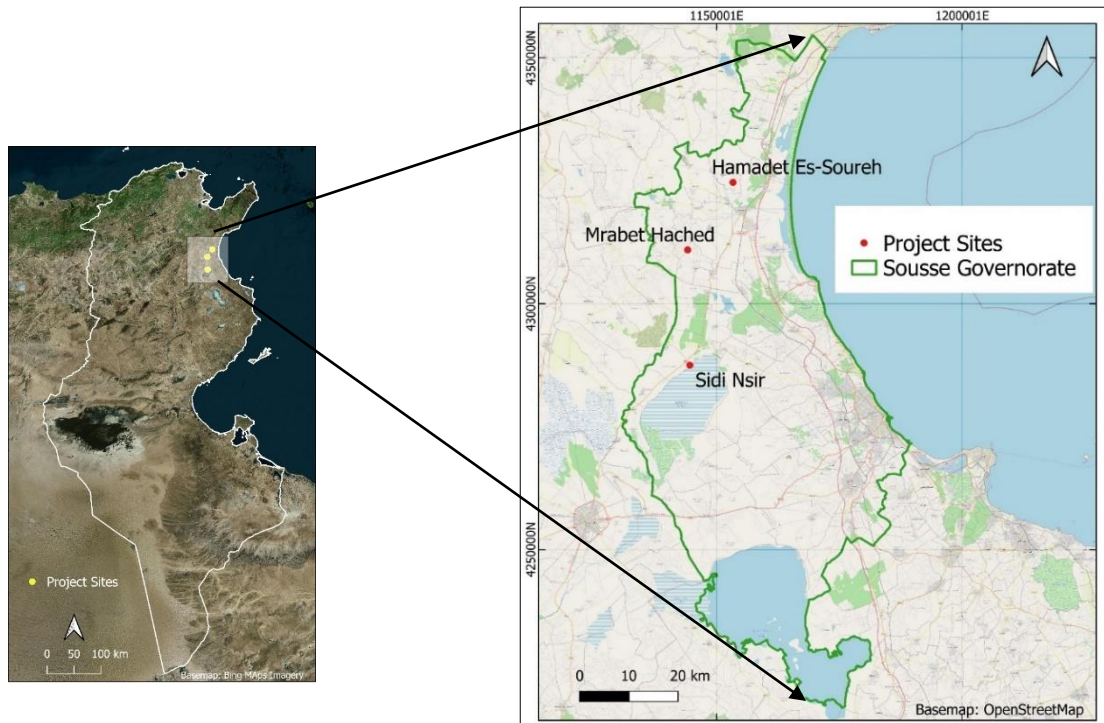 Project Sites
0 50 100 km
Basemap: Bing MAps Imagery
1150001E
1200001E
4350000N
4300000N
4250000N
Hamadet Es-Soureh
Mrabet Hached
Sidi Nsir
Project Sites
Sousse Governorate
0 10 20 km
Basemap: OpenStreetMap